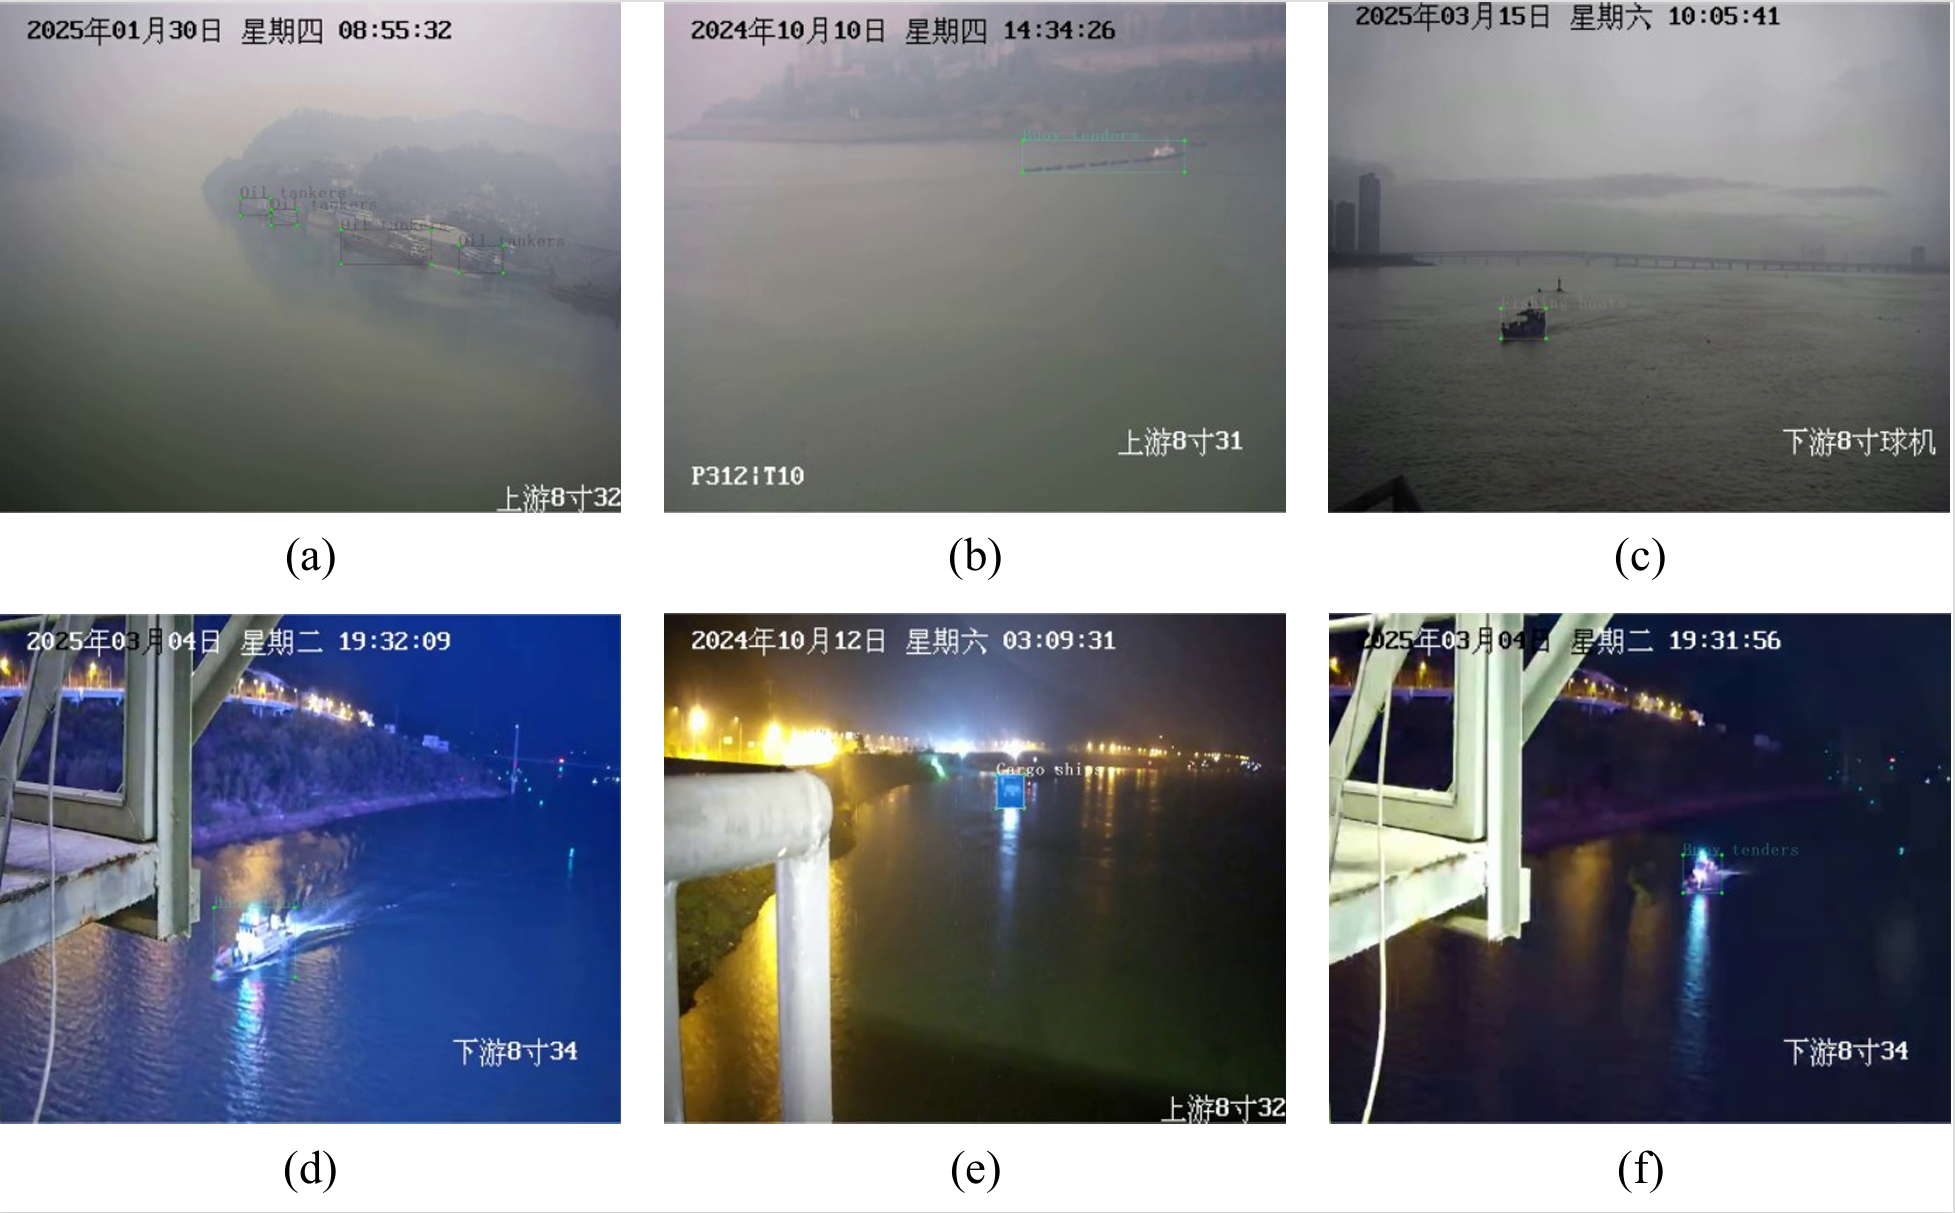 2025年01月30日 星期四 08:55:32
Oil tankers
Oil tankers
Oil tankers
Oil tankers
上游8寸32
(a)
2024年10月10日 星期四 14:34:26
Buoy tenders
上游8寸31
P312¦T10
(b)
2025年03月15日 星期六 10:05:41
Fishing boats
下游8寸球机
(c)
2025年03月04日 星期二 19:32:09
Buoy tenders
下游8寸34
(d)
2024年10月12日 星期六 03:09:31
Cargo ships
上游8寸32
(e)
2025年03月04日 星期二 19:31:56
Buoy tenders
下游8寸34
(f)